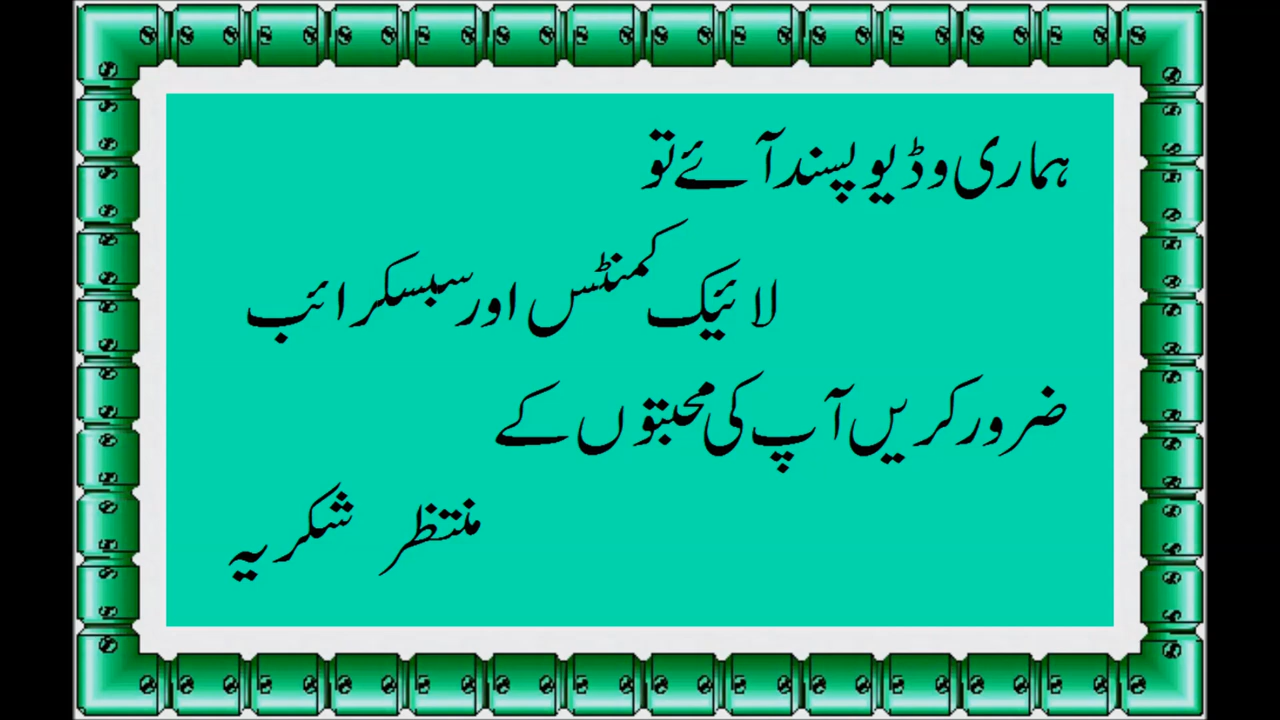 ہماری وڈیو پسند آئے تو
لائیک کمنٹس اور سبسکرائب
ضرور کریں آپ کی محبتوں کے
منتظر شکریہ